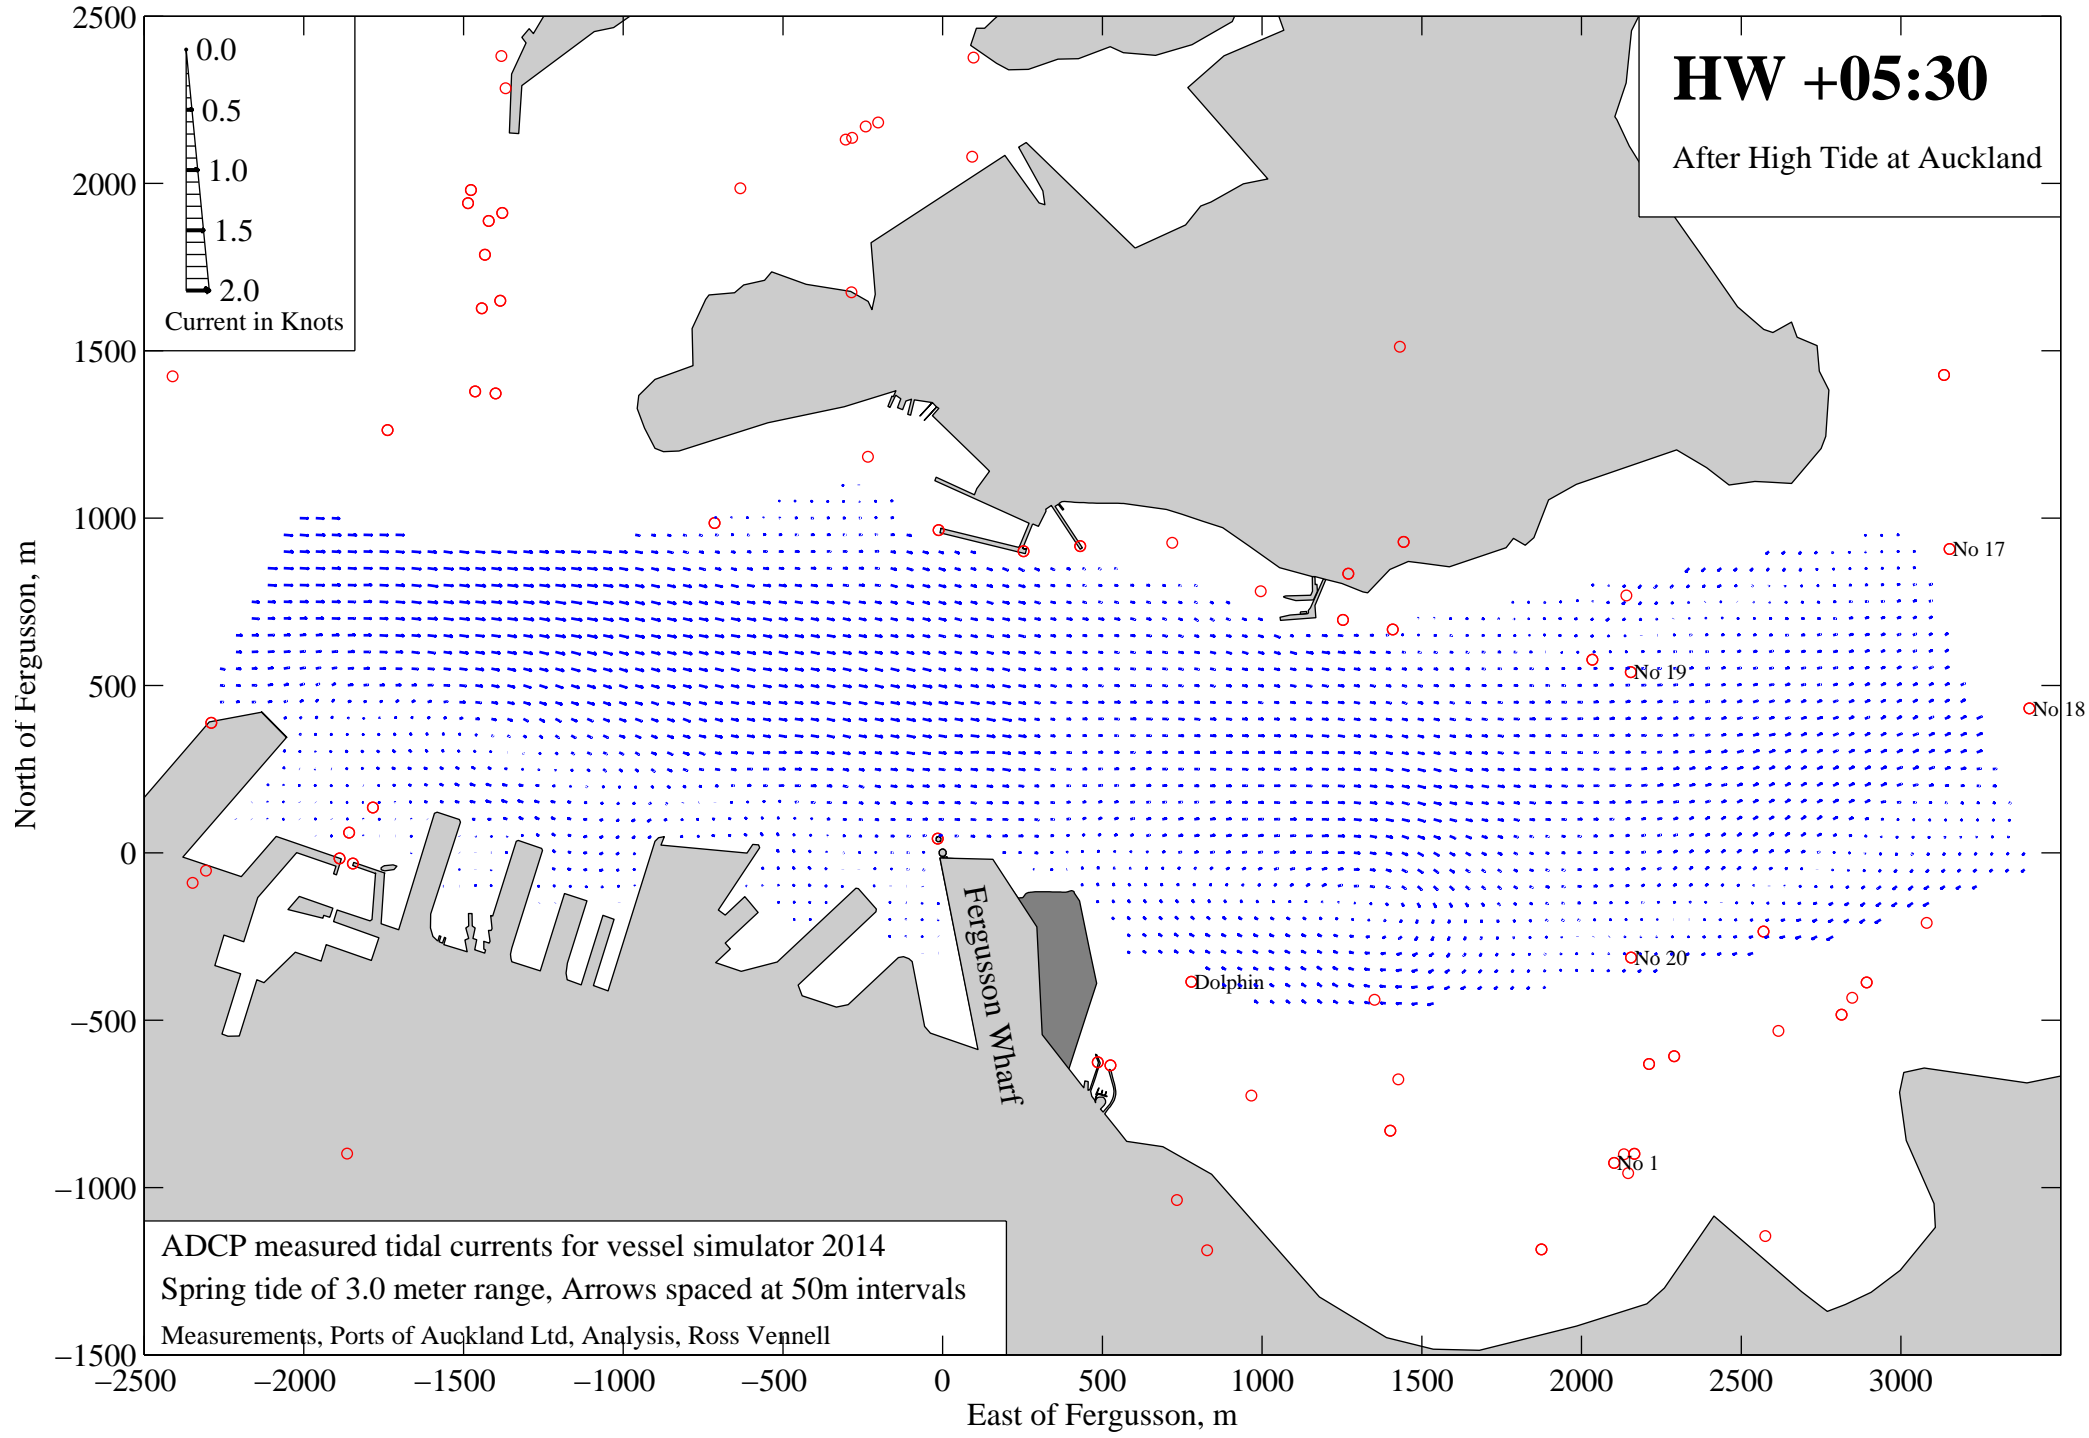 2500
2000
1500
1000
500
0
−500
−1000
−1500
North of Fergusson, m
0.0
0.5
1.0
1.5
2.0
Current in Knots
HW +05:30
After High Tide at Auckland
No 17
No 19
No 18
No 20
Dolphin
No 1
Fergusson Wharf
ADCP measured tidal currents for vessel simulator 2014
Spring tide of 3.0 meter range, Arrows spaced at 50m intervals
Measurements, Ports of Auckland Ltd, Analysis, Ross Vennell
−2500 −2000 −1500 −1000 −500 0 500 1000 1500 2000 2500 3000
East of Fergusson, m